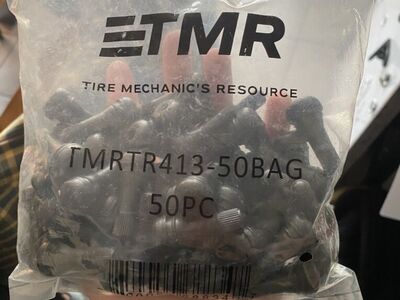 TMR
TIRE MECHANIC'S RESOURCE
TMRTR413-50BAG
50PC